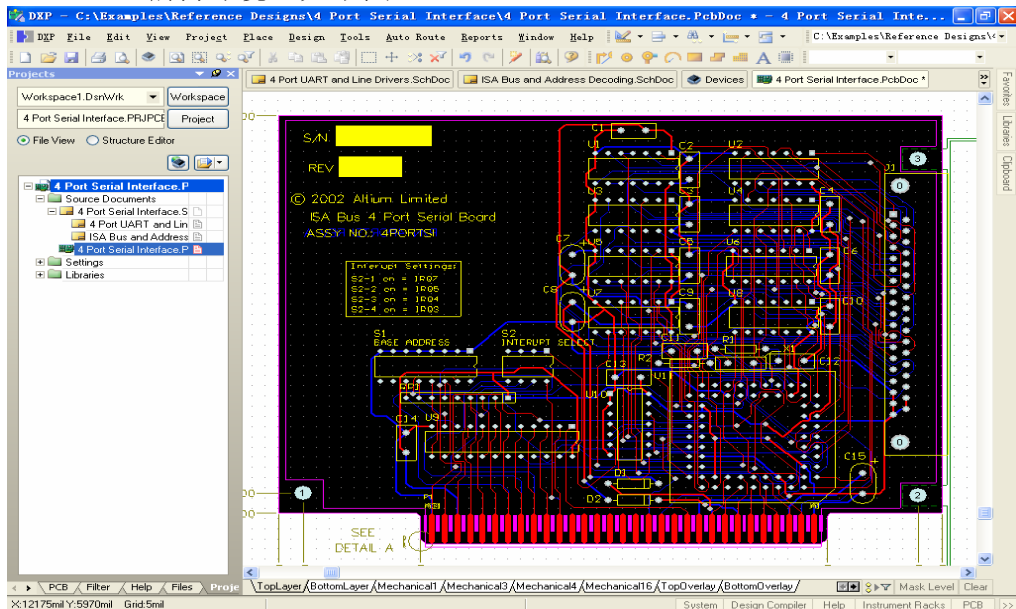 DXP - C:\Examples\Reference Designs\4 Port Serial Interface\4 Port Serial Interface.PcbDoc * - 4 Port Serial Inte...
DXP File Edit View Project Place Design Tools Auto Route Reports Window Help C:\Examples\Reference Designs\4
Projects
4 Port UART and Line Drivers.SchDoc ISA Bus and Address Decoding.SchDoc Devices 4 Port Serial Interface.PcbDoc *
Workspace1.DsnWrk Workspace
4 Port Serial Interface.PRJPCB Project
File View Structure Editor
4 Port Serial Interface.P
Source Documents
4 Port Serial Interface.S
4 Port UART and Lin
ISA Bus and Address
4 Port Serial Interface.P
Settings
Libraries
Favorites
Libraries
Clipboard
S/N
REV
© 2002 Altium Limited
ISA Bus 4 Port Serial Board
ASSY NO.: 4PORTSI
Interupt Settings:
S2-1 on = IRQ7
S2-2 on = IRQ5
S2-3 on = IRQ4
S2-4 on = IRQ3
S1
BASE ADDRESS
S2
INTERUPT SELECT
C1
U1
C2
U2
J1
3
0
U3
C3
U4
C4
C7
U5
C5
U6
C6
C8
U7
C9
U8
C10
C11
R1
X1
R2
C12
C13
U11
RP1
U10
C14
U9
0
C15
D1
D2
1
P1
2
SEE
DETAIL A
PCB Filter Help Files Proje
TopLayer BottomLayer Mechanical1 Mechanical3 Mechanical4 Mechanical16 TopOverlay BottomOverlay
Mask Level Clear
X:12175mil Y:5970mil Grid:5mil
System Design Compiler Help Instrument Racks PCB >>